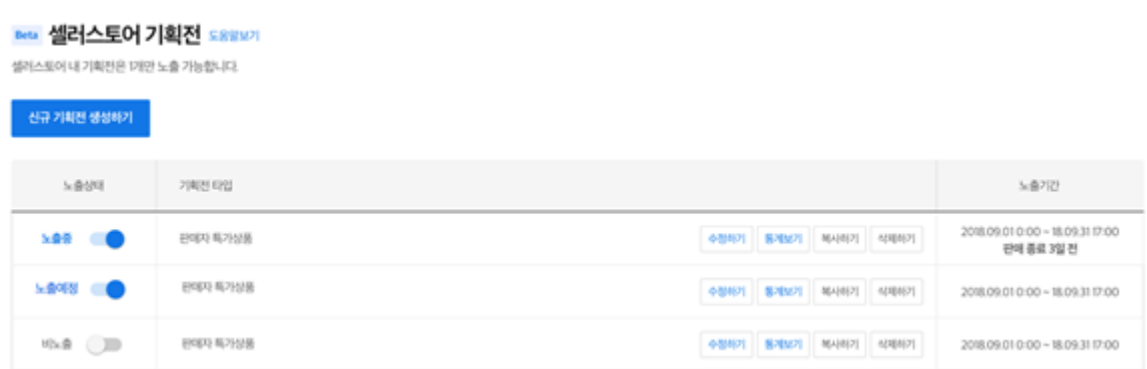 Beta 셀러스토어 기획전 도움말보기
셀러스토어 내 기획전은 1개만 노출 가능합니다.
신규 기획전 생성하기
노출상태 기획전 타입 노출기간
노출중 판매자 특가상품 수정하기 통계보기 복사하기 삭제하기 2018.09.01 0:00 ~ 18.09.31 17:00
판매 종료 3일 전
노출예정 판매자 특가상품 수정하기 통계보기 복사하기 삭제하기 2018.09.01 0:00 ~ 18.09.31 17:00
비노출 판매자 특가상품 수정하기 통계보기 복사하기 삭제하기 2018.09.01 0:00 ~ 18.09.31 17:00